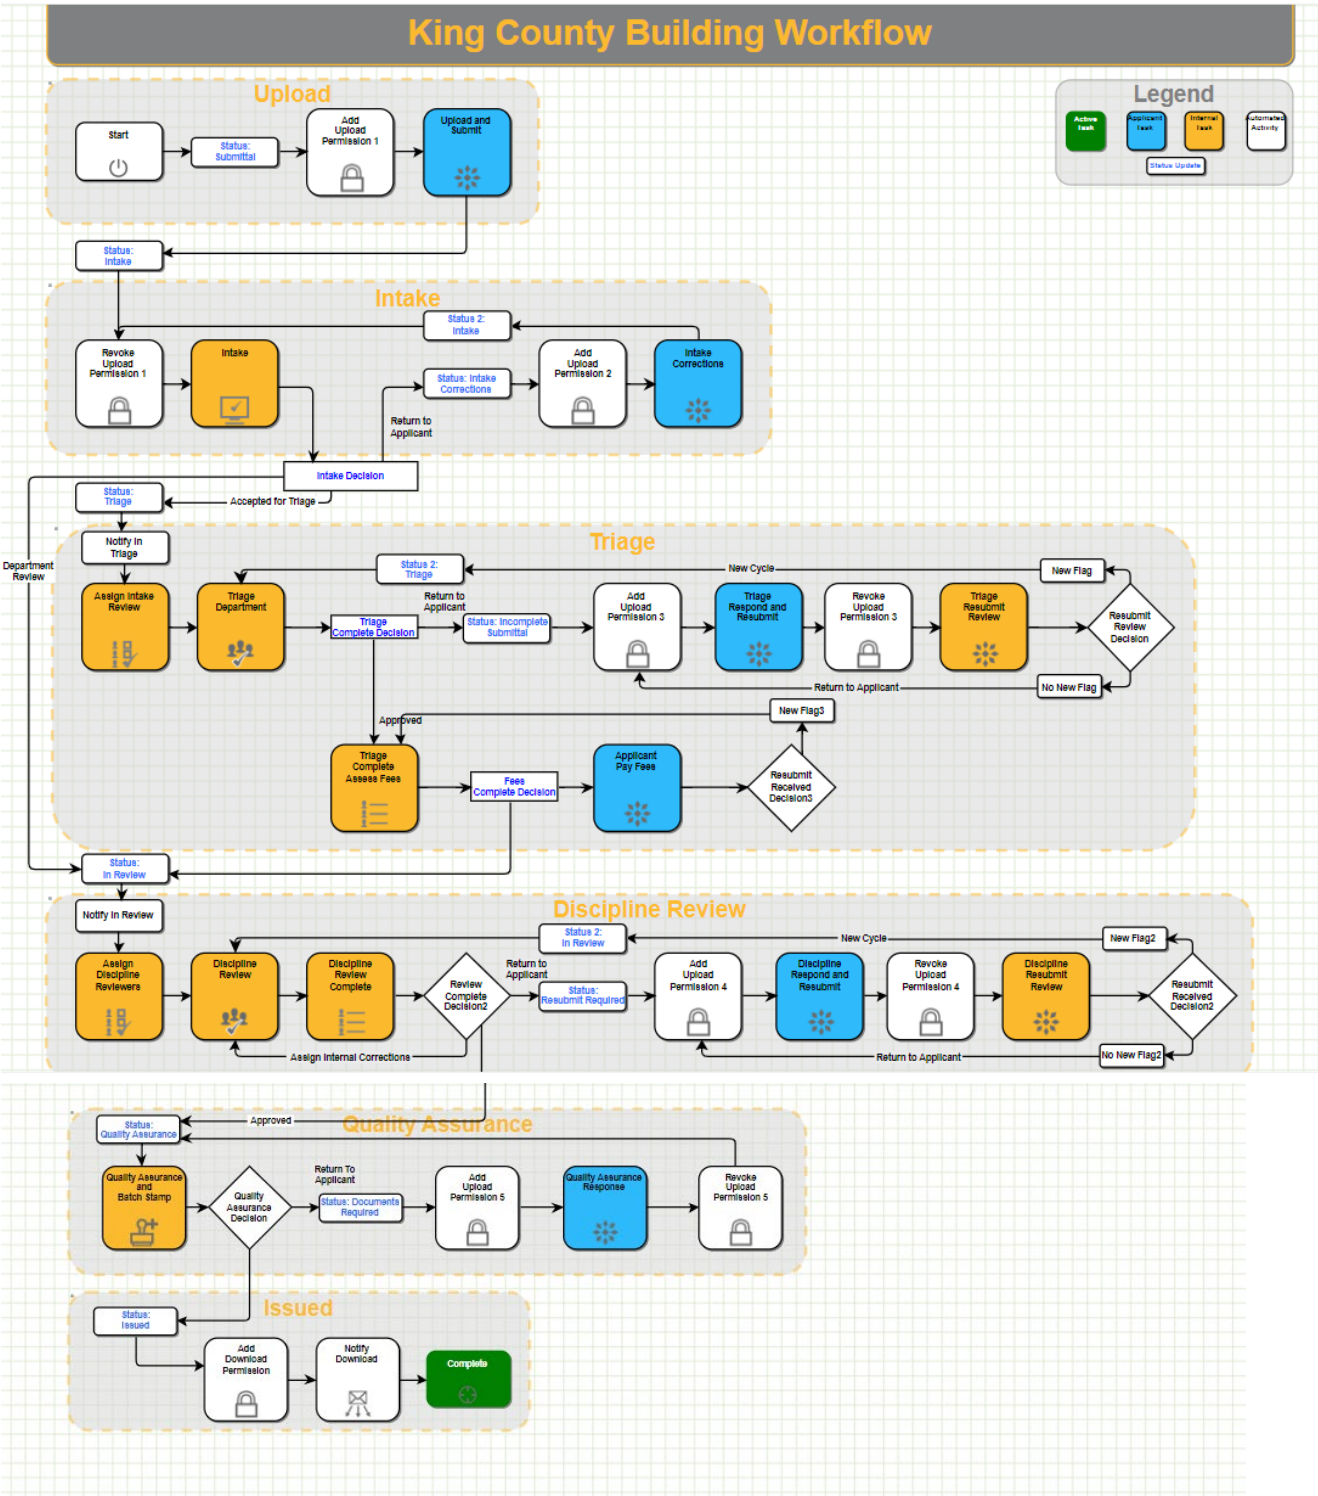 King County Building Workflow
Upload
Legend
Start
Status:
Submittal
Add
Upload
Permission 1
Upload and
Submit
Active
Task
Applicant
Task
Internal
Task
Automated
Activity
Status Update
Status:
Intake
Intake
Status 2:
Intake
Revoke
Upload
Permission 1
Intake
Status: Intake
Corrections
Add
Upload
Permission 2
Intake
Corrections
Return to
Applicant
Intake Decision
Status:
Triage
Accepted for Triage
Department
Review
Triage
Notify In
Triage
Status 2:
Triage
New Cycle
New Flag
Assign Intake
Review
Triage
Department
Triage
Complete Decision
Return to
Applicant
Status: Incomplete
Submittal
Add
Upload
Permission 3
Triage
Respond and
Resubmit
Revoke
Upload
Permission 3
Triage
Resubmit
Review
Resubmit
Review
Decision
Return to Applicant
No New Flag
Approved
New Flag3
Triage
Complete
Assess Fees
Fees
Complete Decision
Applicant
Pay Fees
Resubmit
Received
Decision3
Status:
In Review
Discipline Review
Notify In Review
Status 2:
In Review
New Cycle
New Flag2
Assign
Discipline
Reviewers
Discipline
Review
Discipline
Review
Complete
Review
Complete
Decision2
Return to
Applicant
Status:
Resubmit Required
Add
Upload
Permission 4
Discipline
Respond and
Resubmit
Revoke
Upload
Permission 4
Discipline
Resubmit
Review
Resubmit
Received
Decision2
Assign Internal Corrections
Return to Applicant
No New Flag2
Quality Assurance
Status:
Quality Assurance
Approved
Quality Assurance
and
Batch Stamp
Quality
Assurance
Decision
Return To
Applicant
Status: Documents
Required
Add
Upload
Permission 5
Quality Assurance
Response
Revoke
Upload
Permission 5
Issued
Status:
Issued
Add
Download
Permission
Notify
Download
Complete